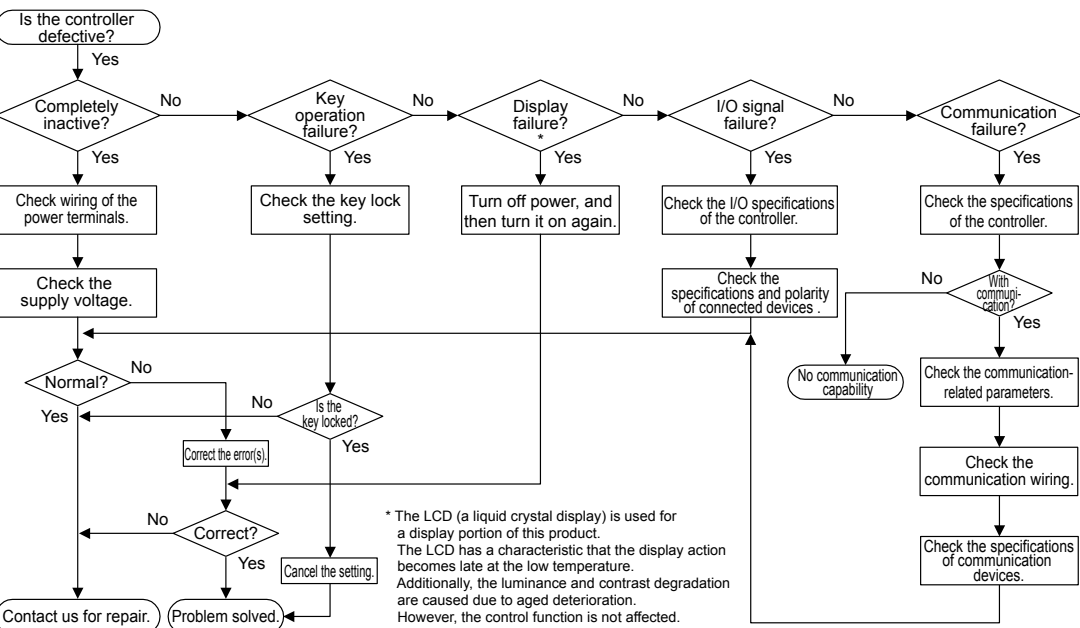 Is the controller
defective?
Yes
Completely
inactive?
No
Key
operation
failure?
No
Display
failure?
*
No
I/O signal
failure?
No
Communication
failure?
Yes
Yes
Yes
Yes
Yes
Check wiring of the
power terminals.
Check the key lock
setting.
Turn off power, and
then turn it on again.
Check the I/O specifications
of the controller.
Check the specifications
of the controller.
Check the
supply voltage.
Check the
specifications and polarity
of connected devices .
No
With
communi-
cation?
Yes
No communication
capability
Check the communication-
related parameters.
Normal?
No
Yes
No
Is the
key locked?
Yes
Correct the error(s).
Check the
communication wiring.
No
Correct?
Yes
Cancel the setting.
Check the specifications
of communication
devices.
* The LCD (a liquid crystal display) is used for
a display portion of this product.
The LCD has a characteristic that the display action
becomes late at the low temperature.
Additionally, the luminance and contrast degradation
are caused due to aged deterioration.
However, the control function is not affected.
Contact us for repair.
Problem solved.